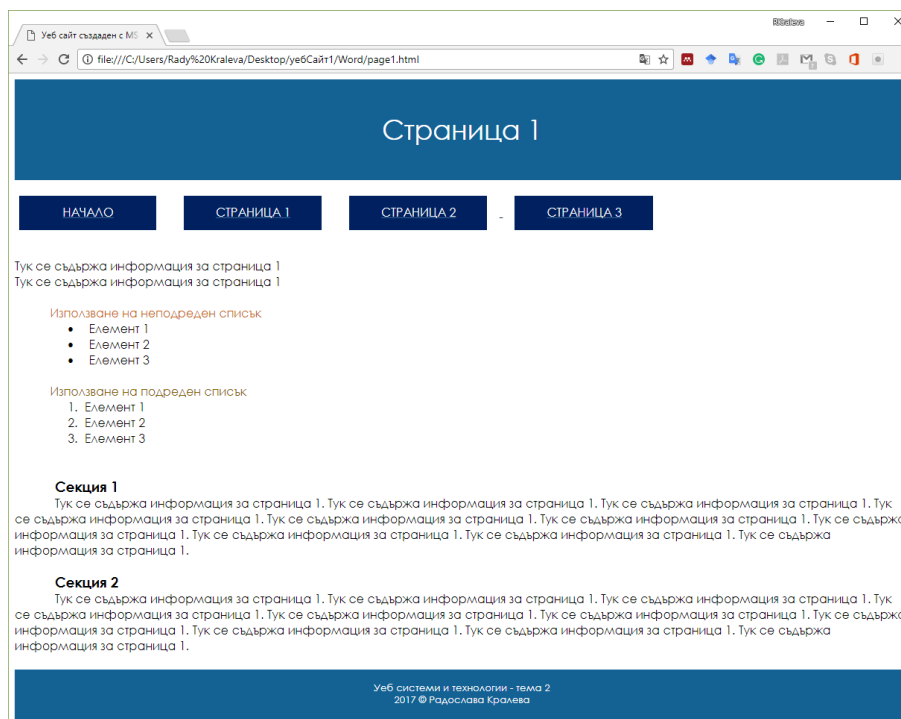 Уеб сайт създаден с MS
file:///C:/Users/Rady%20Kraleva/Desktop/уебСайт1/Word/page1.html
Страница 1
НАЧАЛО СТРАНИЦА 1 СТРАНИЦА 2 - СТРАНИЦА 3
Тук се съдържа информация за страница 1
Тук се съдържа информация за страница 1
Използване на неподреден списък
• Елемент 1
• Елемент 2
• Елемент 3
Използване на подреден списък
1. Елемент 1
2. Елемент 2
3. Елемент 3
Секция 1
Тук се съдържа информация за страница 1. Тук се съдържа информация за страница 1. Тук се съдържа информация за страница 1. Тук
се съдържа информация за страница 1. Тук се съдържа информация за страница 1. Тук се съдържа информация за страница 1. Тук се съдържа
информация за страница 1. Тук се съдържа информация за страница 1. Тук се съдържа информация за страница 1. Тук се съдържа
информация за страница 1.
Секция 2
Тук се съдържа информация за страница 1. Тук се съдържа информация за страница 1. Тук се съдържа информация за страница 1. Тук
се съдържа информация за страница 1. Тук се съдържа информация за страница 1. Тук се съдържа информация за страница 1. Тук се съдържа
информация за страница 1. Тук се съдържа информация за страница 1. Тук се съдържа информация за страница 1. Тук се съдържа
информация за страница 1.
Уеб системи и технологии - тема 2
2017 © Радослава Кралева